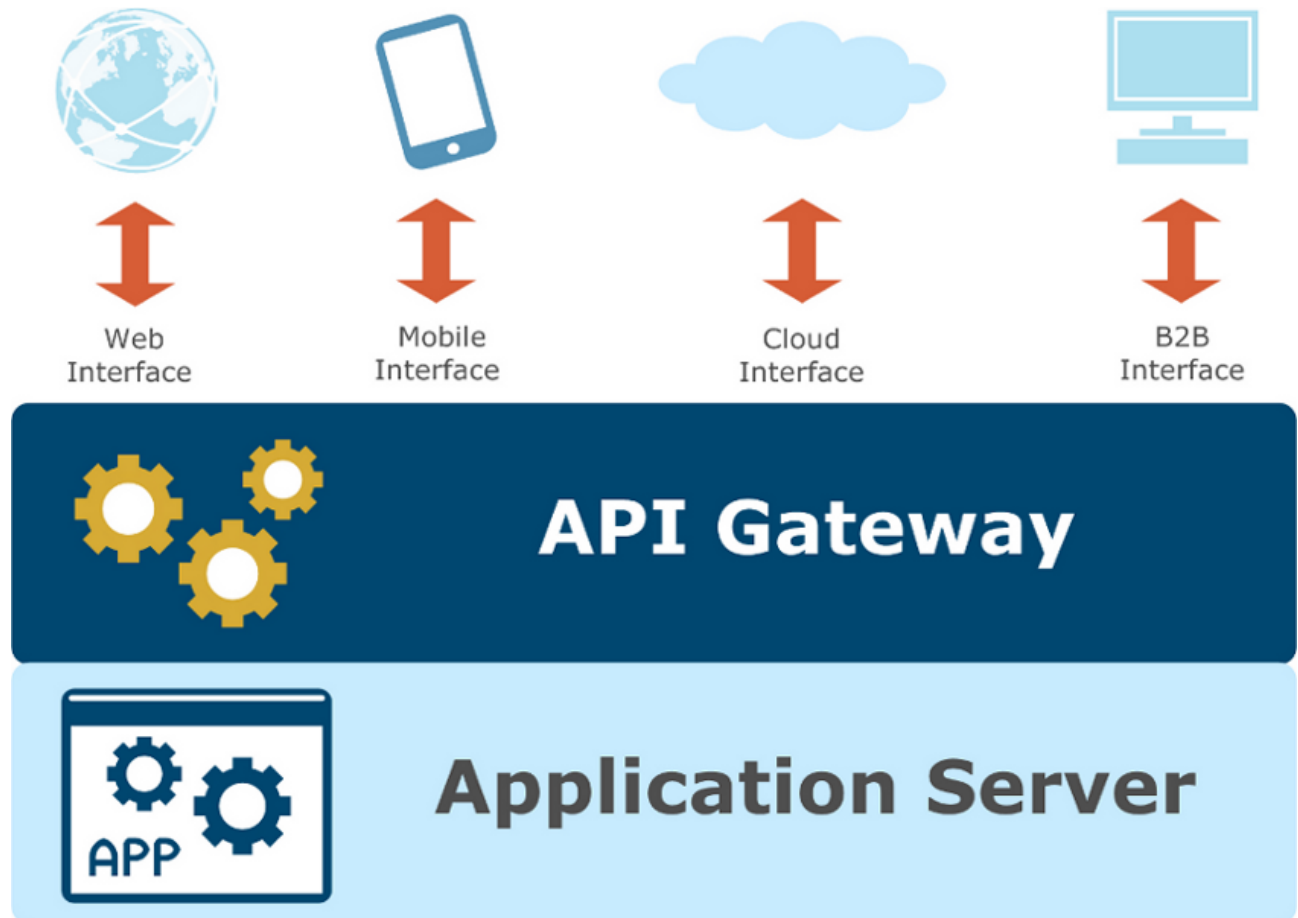 Web
Interface
Mobile
Interface
Cloud
Interface
B2B
Interface
API Gateway
APP
Application Server